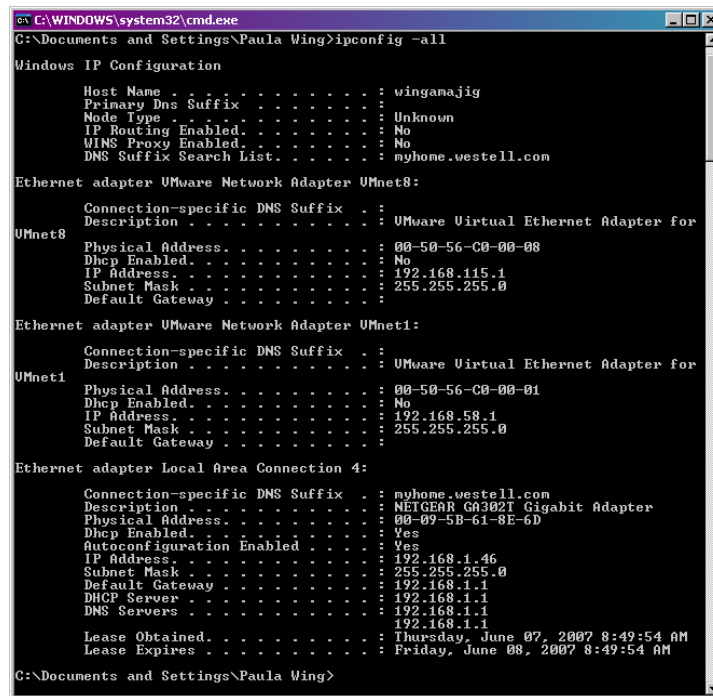 C:\WINDOWS\system32\cmd.exe
C:\Documents and Settings\Paula Wing>ipconfig -all
Windows IP Configuration
Host Name . . . . . . . . . . . . : wingamajig
Primary Dns Suffix . . . . . . . :
Node Type . . . . . . . . . . . . : Unknown
IP Routing Enabled. . . . . . . . : No
WINS Proxy Enabled. . . . . . . . : No
DNS Suffix Search List. . . . . . : myhome.westell.com
Ethernet adapter VMware Network Adapter VMnet8:
Connection-specific DNS Suffix . :
Description . . . . . . . . . . . : VMware Virtual Ethernet Adapter for
VMnet8
Physical Address. . . . . . . . . : 00-50-56-C0-00-08
Dhcp Enabled. . . . . . . . . . . : No
IP Address. . . . . . . . . . . . : 192.168.115.1
Subnet Mask . . . . . . . . . . . : 255.255.255.0
Default Gateway . . . . . . . . . :
Ethernet adapter VMware Network Adapter VMnet1:
Connection-specific DNS Suffix . :
Description . . . . . . . . . . . : VMware Virtual Ethernet Adapter for
VMnet1
Physical Address. . . . . . . . . : 00-50-56-C0-00-01
Dhcp Enabled. . . . . . . . . . . : No
IP Address. . . . . . . . . . . . : 192.168.58.1
Subnet Mask . . . . . . . . . . . : 255.255.255.0
Default Gateway . . . . . . . . . :
Ethernet adapter Local Area Connection 4:
Connection-specific DNS Suffix . : myhome.westell.com
Description . . . . . . . . . . . : NETGEAR GA302T Gigabit Adapter
Physical Address. . . . . . . . . : 00-09-5B-61-8E-6D
Dhcp Enabled. . . . . . . . . . . : Yes
Autoconfiguration Enabled . . . . : Yes
IP Address. . . . . . . . . . . . : 192.168.1.46
Subnet Mask . . . . . . . . . . . : 255.255.255.0
Default Gateway . . . . . . . . . : 192.168.1.1
DHCP Server . . . . . . . . . . . : 192.168.1.1
DNS Servers . . . . . . . . . . . : 192.168.1.1
192.168.1.1
Lease Obtained. . . . . . . . . . : Thursday, June 07, 2007 8:49:54 AM
Lease Expires . . . . . . . . . . : Friday, June 08, 2007 8:49:54 AM
C:\Documents and Settings\Paula Wing>